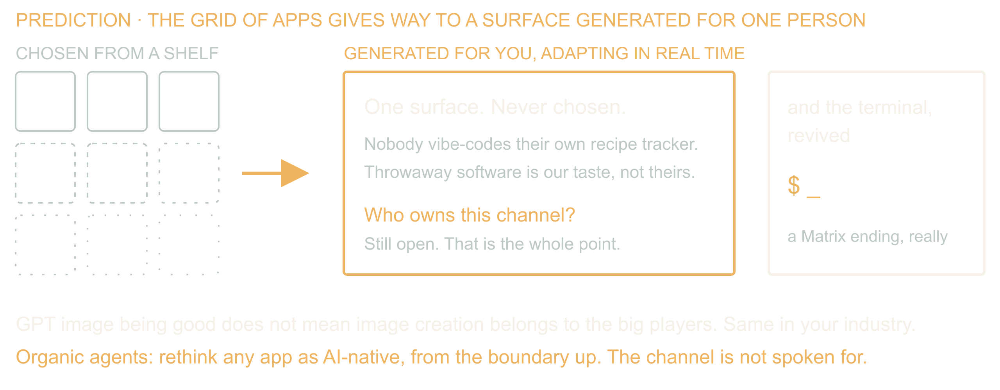 PREDICTION · THE GRID OF APPS GIVES WAY TO A SURFACE GENERATED FOR ONE PERSON
CHOSEN FROM A SHELF
GENERATED FOR YOU, ADAPTING IN REAL TIME
One surface. Never chosen.
Nobody vibe-codes their own recipe tracker.
Throwaway software is our taste, not theirs.
Who owns this channel?
Still open. That is the whole point.
and the terminal,
revived
$ _
a Matrix ending, really
GPT image being good does not mean image creation belongs to the big players. Same in your industry.
Organic agents: rethink any app as AI-native, from the boundary up. The channel is not spoken for.